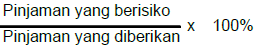 Pinjaman yang berisiko
Pinjaman yang diberikan x 100%